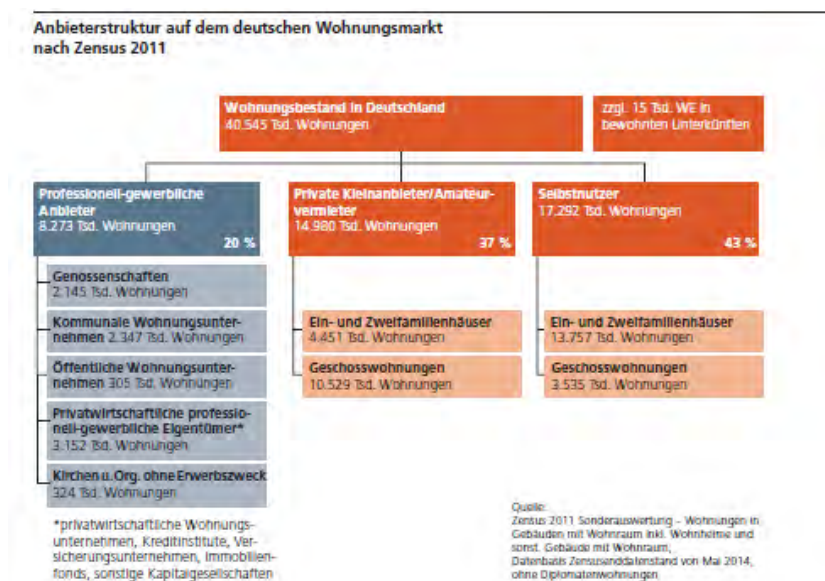 Anbieterstruktur auf dem deutschen Wohnungsmarkt
nach Zensus 2011
Wohnungsbestand in Deutschland
40.545 Tsd. Wohnungen
zzgl. 15 Tsd. WE in
bewohnten Unterkünften
Professionell-gewerbliche
Anbieter
8.273 Tsd. Wohnungen
20 %
Private Kleinanbieter/Amateur-
vermieter
14.980 Tsd. Wohnungen
37 %
Selbstnutzer
17.292 Tsd. Wohnungen
43 %
Genossenschaften
2.145 Tsd. Wohnungen
Kommunale Wohnungsunter-
nehmen 2.347 Tsd. Wohnungen
Öffentliche Wohnungsunter-
nehmen 305 Tsd. Wohnungen
Privatwirtschaftliche professio-
nell-gewerbliche Eigentümer*
3.152 Tsd. Wohnungen
Kirchen u. Org. ohne Erwerbszweck
324 Tsd. Wohnungen
Ein- und Zweifamilienhäuser
4.451 Tsd. Wohnungen
Geschosswohnungen
10.529 Tsd. Wohnungen
Ein- und Zweifamilienhäuser
13.757 Tsd. Wohnungen
Geschosswohnungen
3.535 Tsd. Wohnungen
*privatwirtschaftliche Wohnungs-
unternehmen, Kreditinstitute, Ver-
sicherungsunternehmen, Immobilien-
fonds, sonstige Kapitalgesellschaften
Quelle:
Zensus 2011 Sonderauswertung – Wohnungen in
Gebäuden mit Wohnraum inkl. Wohnheime und
sonst. Gebäude mit Wohnraum,
Datenbasis Zensusenddatenstand von Mai 2014,
ohne Diplomatenwohnungen